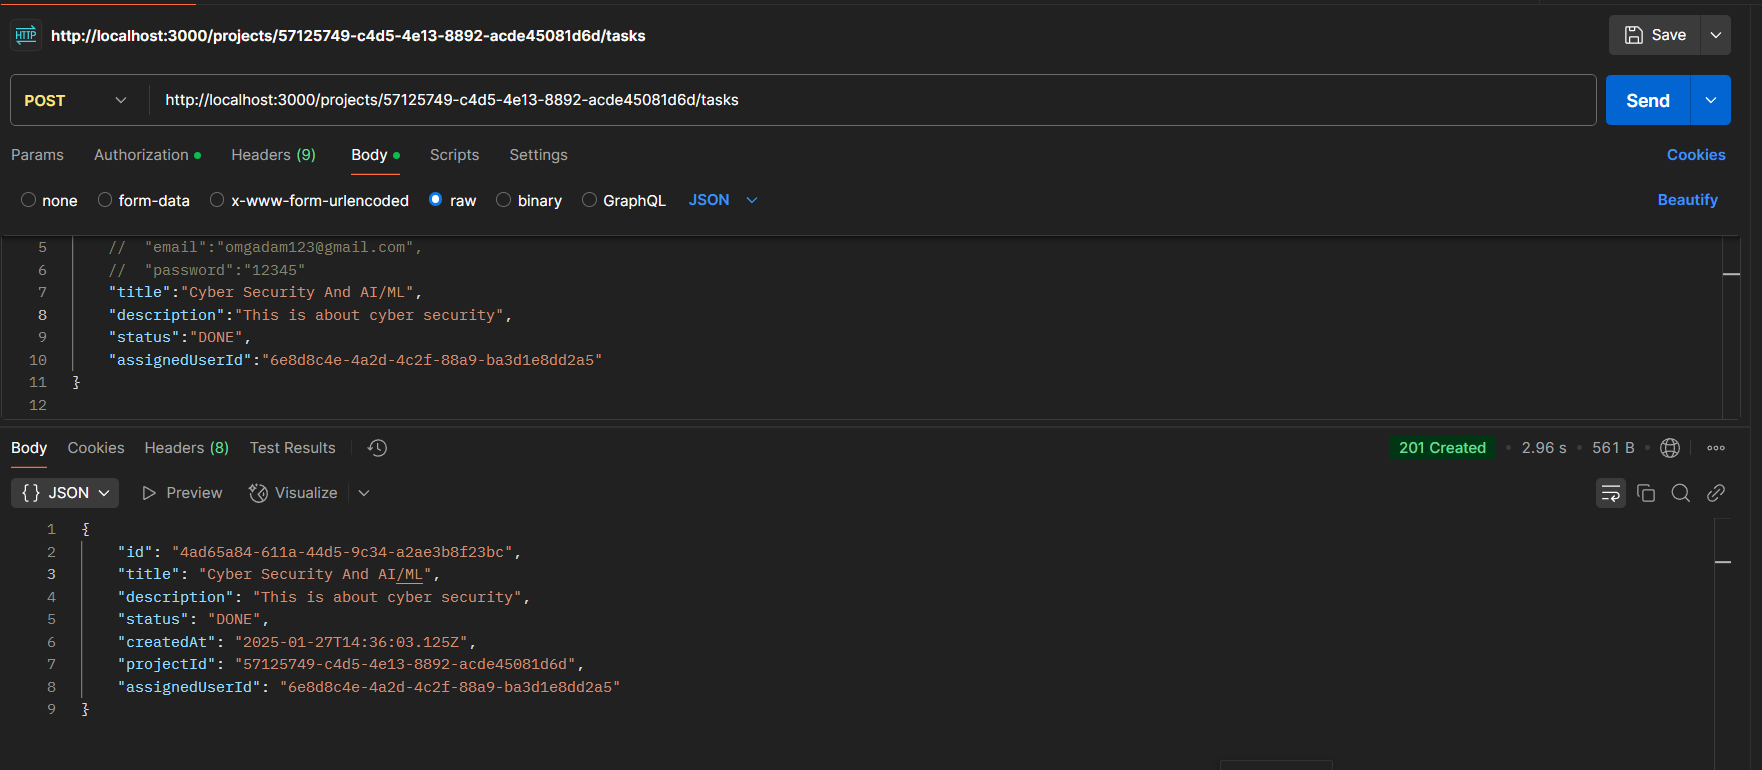 HTTP http://localhost:3000/projects/57125749-c4d5-4e13-8892-acde45081d6d/tasks Save
POST http://localhost:3000/projects/57125749-c4d5-4e13-8892-acde45081d6d/tasks Send
Params Authorization Headers (9) Body Scripts Settings Cookies
none form-data x-www-form-urlencoded raw binary GraphQL JSON Beautify
5 // "email":"omgadam123@gmail.com",
6 // "password":"12345"
7 "title":"Cyber Security And AI/ML",
8 "description":"This is about cyber security",
9 "status":"DONE",
10 "assignedUserId":"6e8d8c4e-4a2d-4c2f-88a9-ba3d1e8dd2a5"
11 }
12
Body Cookies Headers (8) Test Results 201 Created • 2.96 s • 561 B •
{} JSON Preview Visualize
1 {
2 "id": "4ad65a84-611a-44d5-9c34-a2ae3b8f23bc",
3 "title": "Cyber Security And AI/ML",
4 "description": "This is about cyber security",
5 "status": "DONE",
6 "createdAt": "2025-01-27T14:36:03.125Z",
7 "projectId": "57125749-c4d5-4e13-8892-acde45081d6d",
8 "assignedUserId": "6e8d8c4e-4a2d-4c2f-88a9-ba3d1e8dd2a5"
9 }